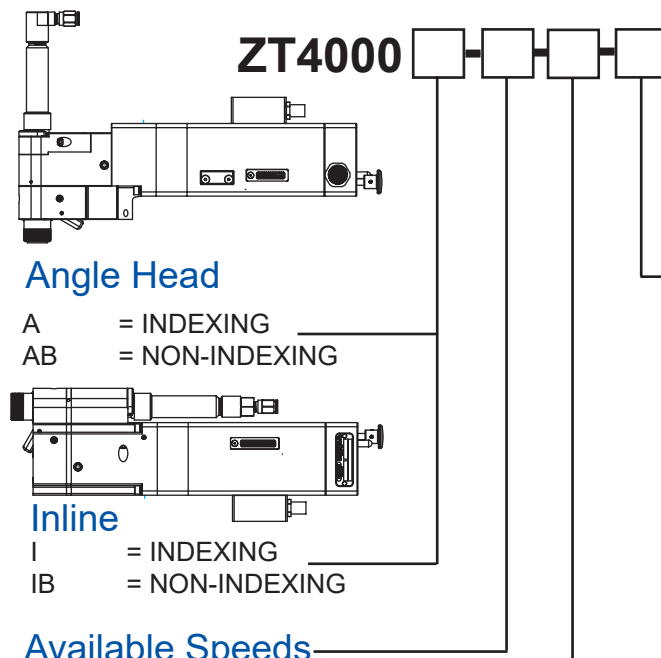 ZT4000
Angle Head
A = INDEXING
AB = NON-INDEXING
Inline
I = INDEXING
IB = NON-INDEXING
Available Speeds